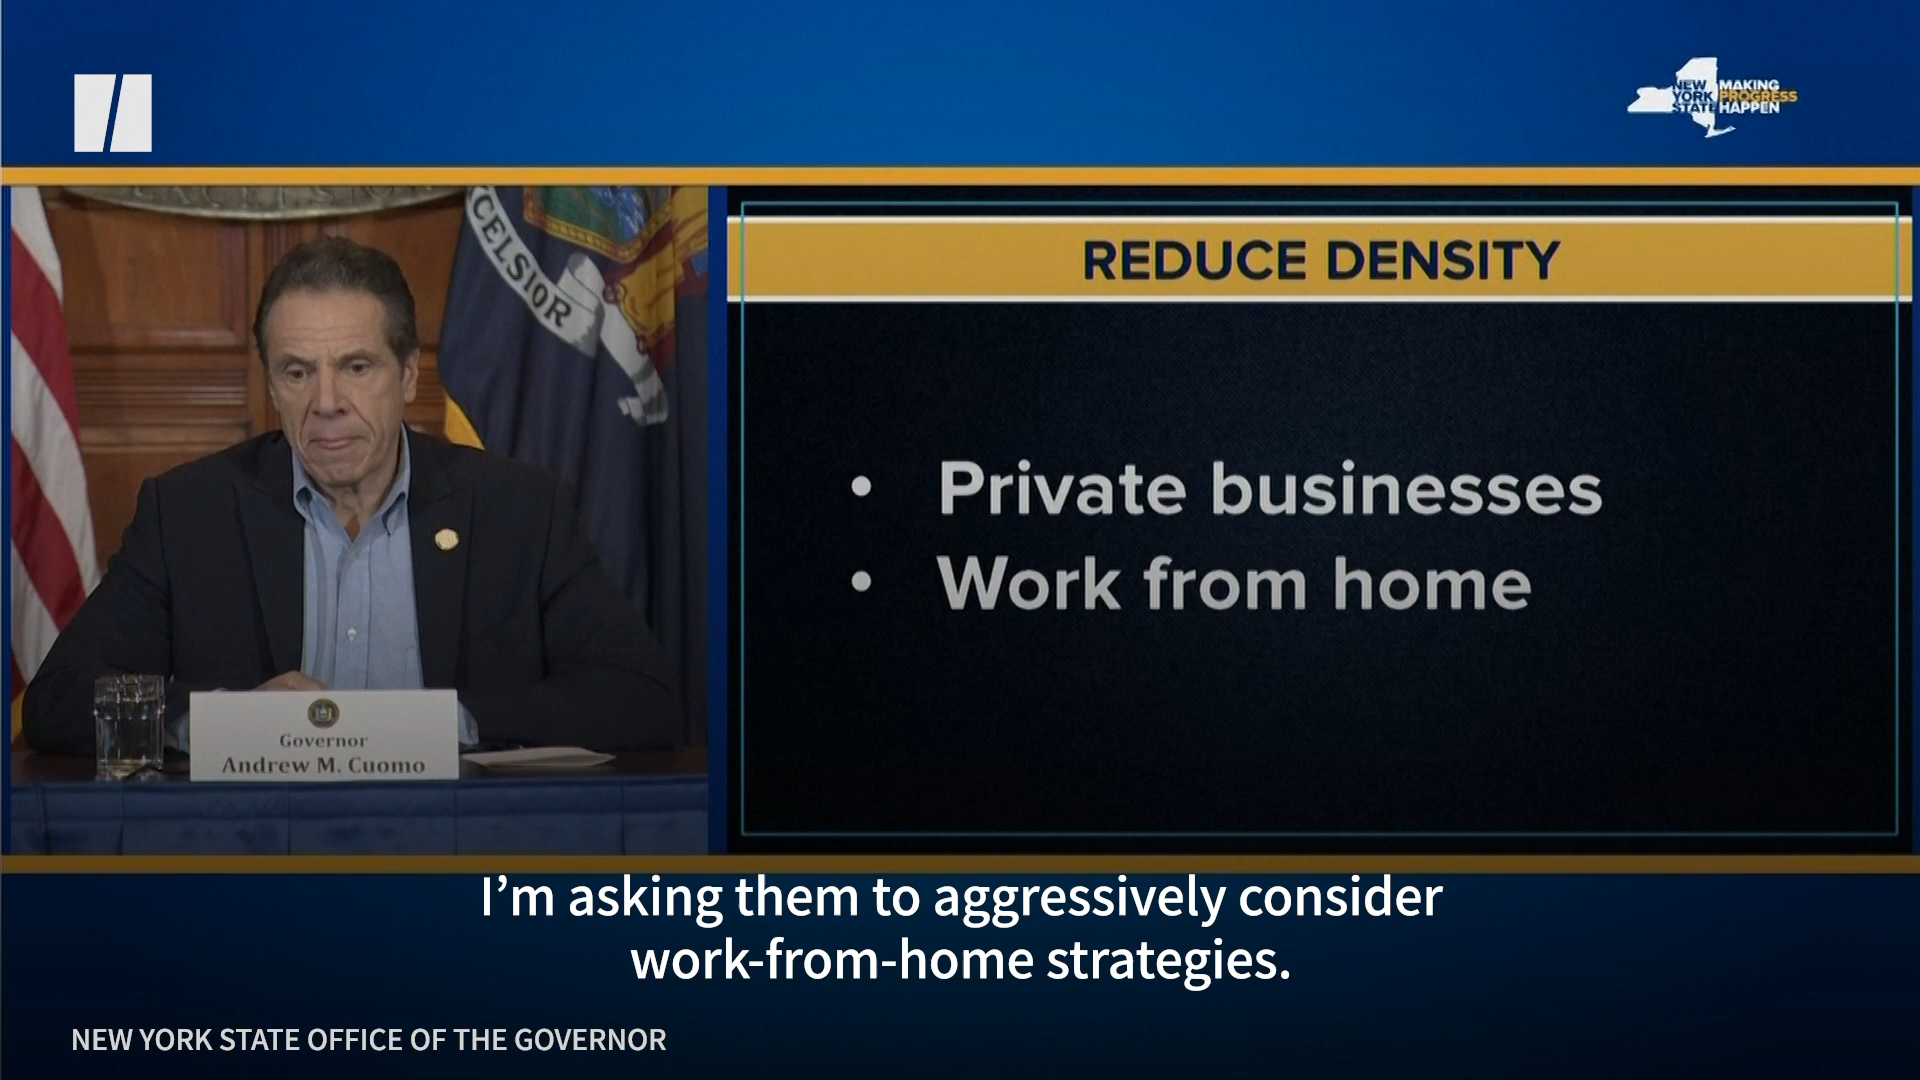 NEW
YORK
STATE
MAKING
PROGRESS
HAPPEN
EXCELSIOR
CELSIOR
REDUCE DENSITY
• Private businesses
• Work from home
Governor
Andrew M. Cuomo
I’m asking them to aggressively consider
work-from-home strategies.
NEW YORK STATE OFFICE OF THE GOVERNOR